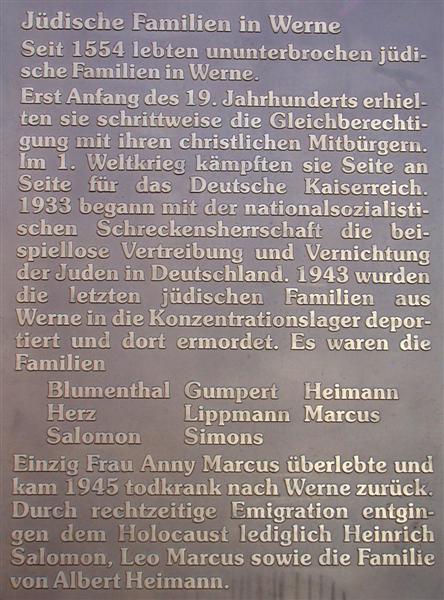 Jüdische Familien in Werne
Seit 1554 lebten ununterbrochen jüdi-
sche Familien in Werne.
Erst Anfang des 19. Jahrhunderts erhiel-
ten sie schrittweise die Gleichberechti-
gung mit ihren christlichen Mitbürgern.
Im 1. Weltkrieg kämpften sie Seite an
Seite für das Deutsche Kaiserreich.
1933 begann mit der nationalsozialisti-
schen Schreckensherrschaft die bei-
spiellose Vertreibung und Vernichtung
der Juden in Deutschland. 1943 wurden
die letzten jüdischen Familien aus
Werne in die Konzentrationslager depor-
tiert und dort ermordet. Es waren die
Familien
Blumenthal Gumpert Heimann
Herz Lippmann Marcus
Salomon Simons
Einzig Frau Anny Marcus überlebte und
kam 1945 todkrank nach Werne zurück.
Durch rechtzeitige Emigration entgin-
gen dem Holocaust lediglich Heinrich
Salomon, Leo Marcus sowie die Familie
von Albert Heimann.